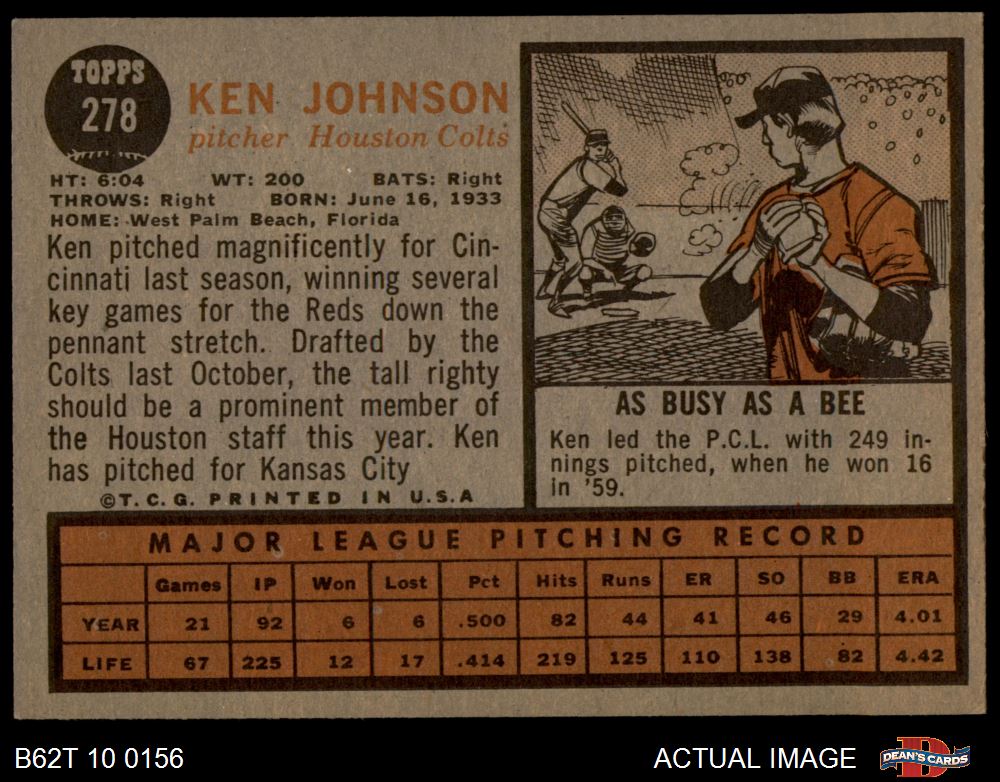 TOPPS
278
KEN JOHNSON
pitcher Houston Colts
HT: 6:04 WT: 200 BATS: Right
THROWS: Right BORN: June 16, 1933
HOME: West Palm Beach, Florida
Ken pitched magnificently for Cin-
cinnati last season, winning several
key games for the Reds down the
pennant stretch. Drafted by the
Colts last October, the tall righty
should be a prominent member of
the Houston staff this year. Ken
has pitched for Kansas City
©T.C.G. PRINTED IN U.S.A
AS BUSY AS A BEE
Ken led the P.C.L. with 249 in-
nings pitched, when he won 16
in '59.
MAJOR LEAGUE PITCHING RECORD
Games IP Won Lost Pct Hits Runs ER SO BB ERA
YEAR 21 92 6 6 .500 82 44 41 46 29 4.01
LIFE 67 225 12 17 .414 219 125 110 138 82 4.42
B62T 10 0156
ACTUAL IMAGE
DEAN'S CARDS